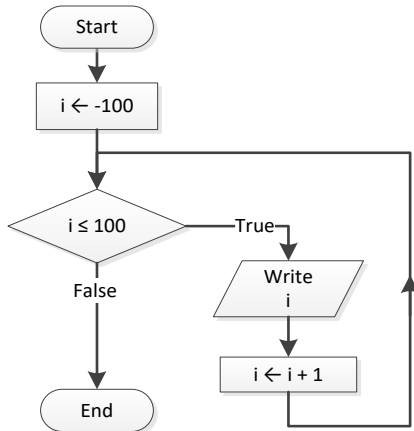 Start
i ← -100
i ≤ 100
True
False
Write
i
i ← i + 1
End